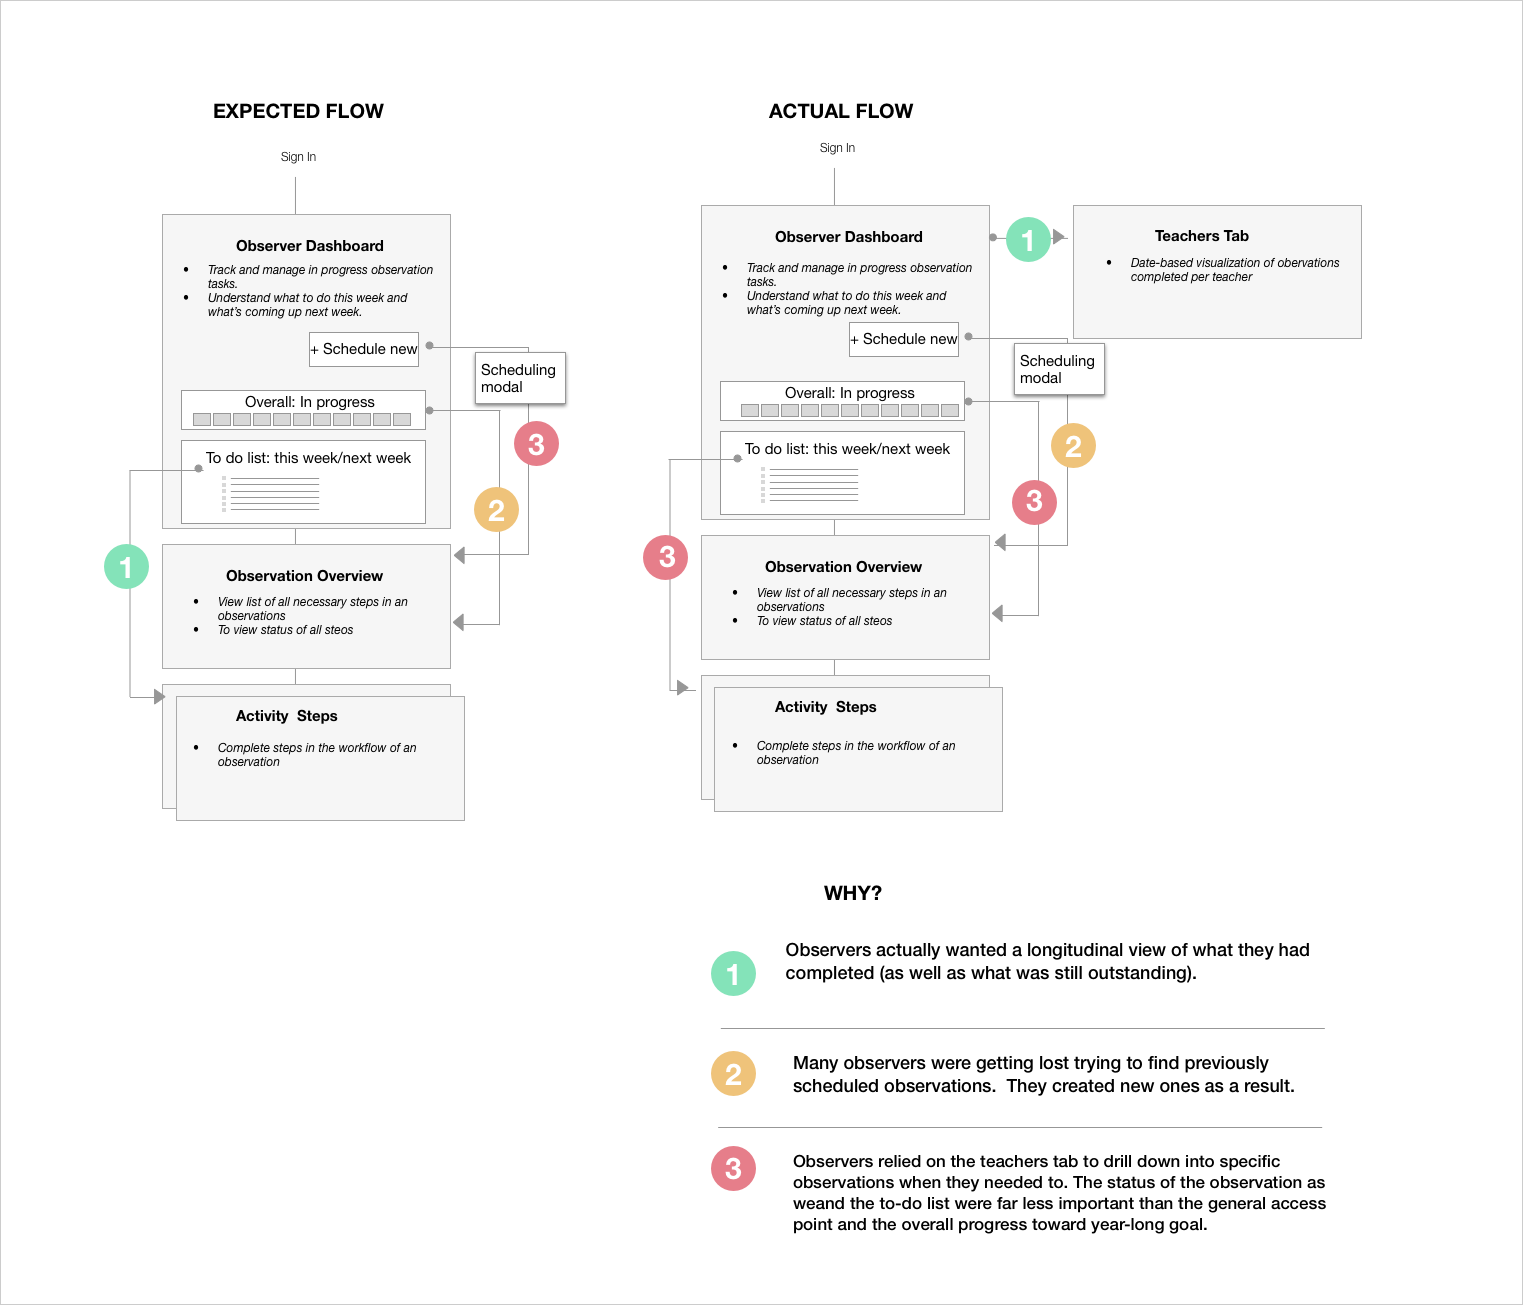 EXPECTED FLOW
Sign In
Observer Dashboard
• Track and manage in progress observation
tasks.
• Understand what to do this week and
what's coming up next week.
+ Schedule new
Scheduling
modal
Overall: In progress
3
To do list: this week/next week
2
1
Observation Overview
• View list of all necessary steps in an
observations
• To view status of all steos
Activity Steps
• Complete steps in the workflow of an
observation
ACTUAL FLOW
Sign In
Observer Dashboard
• Track and manage in progress observation
tasks.
• Understand what to do this week and
what's coming up next week.
1
Teachers Tab
• Date-based visualization of obervations
completed per teacher
+ Schedule new
Scheduling
modal
Overall: In progress
2
To do list: this week/next week
3
3
Observation Overview
• View list of all necessary steps in an
observations
• To view status of all steos
Activity Steps
• Complete steps in the workflow of an
observation
WHY?
1
Observers actually wanted a longitudinal view of what they had
completed (as well as what was still outstanding).
2
Many observers were getting lost trying to find previously
scheduled observations. They created new ones as a result.
3
Observers relied on the teachers tab to drill down into specific
observations when they needed to. The status of the observation as
weand the to-do list were far less important than the general access
point and the overall progress toward year-long goal.